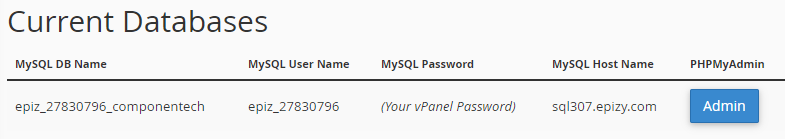 Current Databases
MySQL DB Name MySQL User Name MySQL Password MySQL Host Name PHPMyAdmin
epiz_27830796_componentech epiz_27830796 (Your vPanel Password) sql307.epizy.com Admin